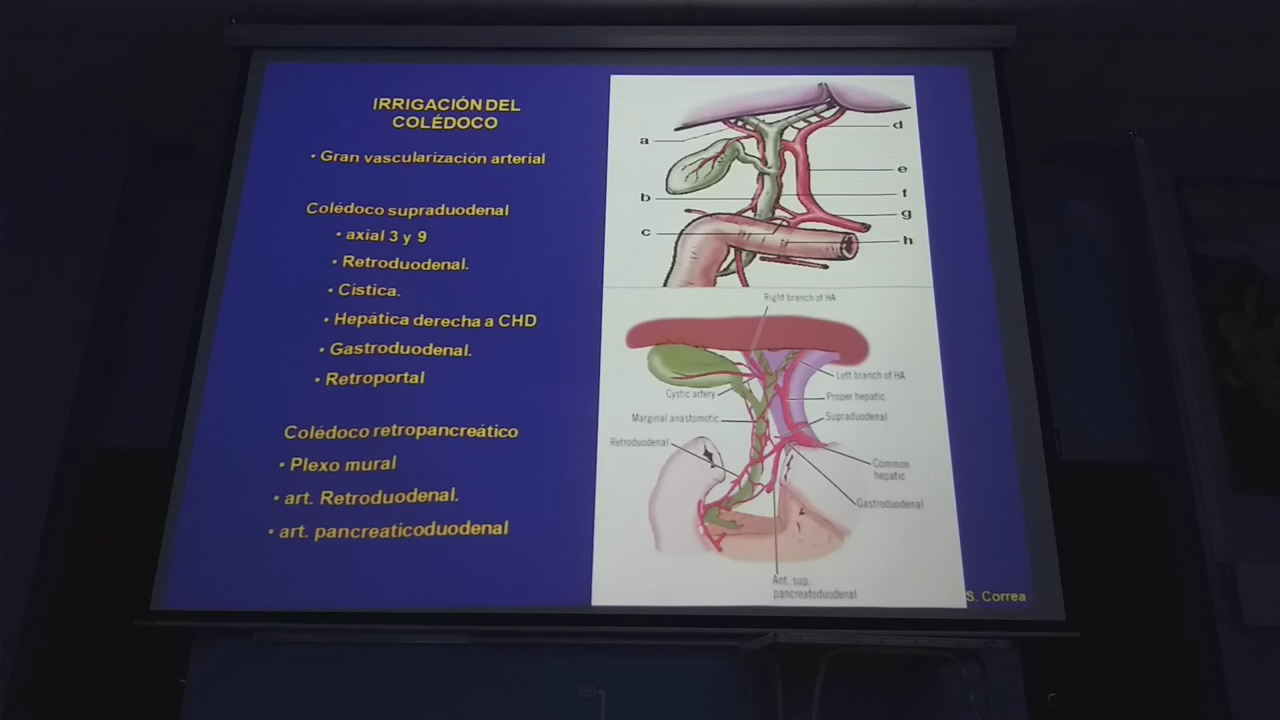 IRRIGACIÓN DEL
COLÉDOCO
• Gran vascularización arterial
Colédoco supraduodenal
• axial 3 y 9
• Retroduodenal.
• Cística.
• Hepática derecha a CHD
• Gastroduodenal.
• Retroportal
Colédoco retropancreático
• Plexo mural
• art. Retroduodenal.
• art. pancreaticoduodenal
a
b
c
d
e
f
g
h
Right branch of HA
Left branch of HA
Cystic artery
Proper hepatic
Marginal anastomotic
Supraduodenal
Retroduodenal
Common
hepatic
Gastroduodenal
Ant. sup.
pancreatoduodenal
S. Correa